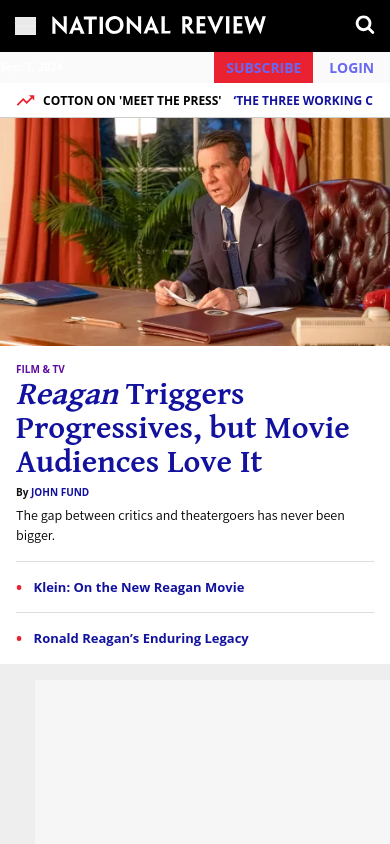 NATIONAL REVIEW
SUBSCRIBE
LOGIN
COTTON ON 'MEET THE PRESS' ‘THE THREE WORKING C
FILM & TV
Reagan Triggers
Progressives, but Movie
Audiences Love It
By JOHN FUND
The gap between critics and theatergoers has never been
bigger.
• Klein: On the New Reagan Movie
• Ronald Reagan’s Enduring Legacy